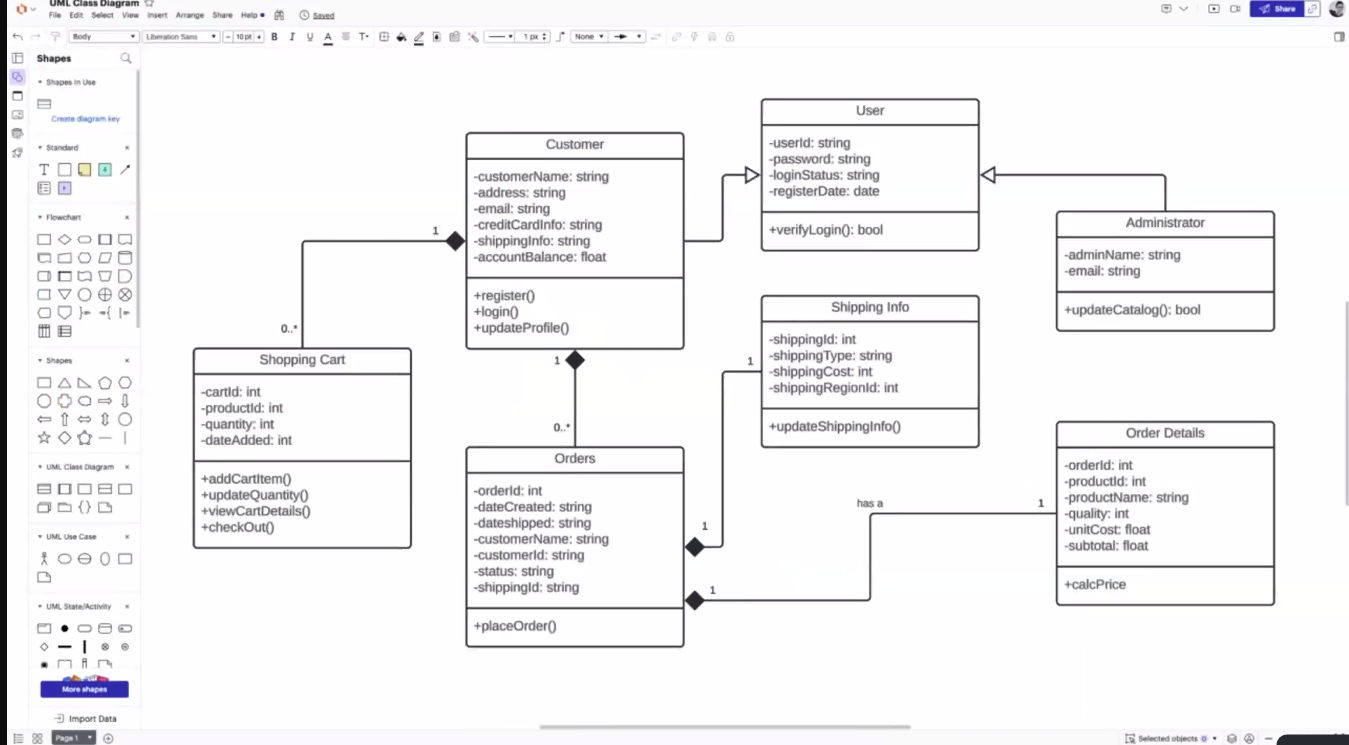 UML Class Diagram
File Edit Select View Insert Arrange Share Help Saved
Share
Body Liberation Sans 10 pt B I U A T 1 px None
Shapes
Shapes in Use
Create diagram key
Standard
T
Flowchart
Shapes
UML Class Diagram
UML Use Case
UML State/Activity
More shapes
Import Data
Page 1
Selected objects 0
User
-userId: string
-password: string
-loginStatus: string
-registerDate: date
+verifyLogin(): bool
Customer
-customerName: string
-address: string
-email: string
-creditCardInfo: string
-shippingInfo: string
-accountBalance: float
+register()
+login()
+updateProfile()
Administrator
-adminName: string
-email: string
+updateCatalog(): bool
1
0..*
Shopping Cart
-cartId: int
-productId: int
-quantity: int
-dateAdded: int
+addCartItem()
+updateQuantity()
+viewCartDetails()
+checkOut()
Shipping Info
-shippingId: int
-shippingType: string
-shippingCost: int
-shippingRegionId: int
+updateShippingInfo()
1
0..*
1
1
Orders
-orderId: int
-dateCreated: string
-dateshipped: string
-customerName: string
-customerId: string
-status: string
-shippingId: string
+placeOrder()
1
has a
1
Order Details
-orderId: int
-productId: int
-productName: string
-quality: int
-unitCost: float
-subtotal: float
+calcPrice